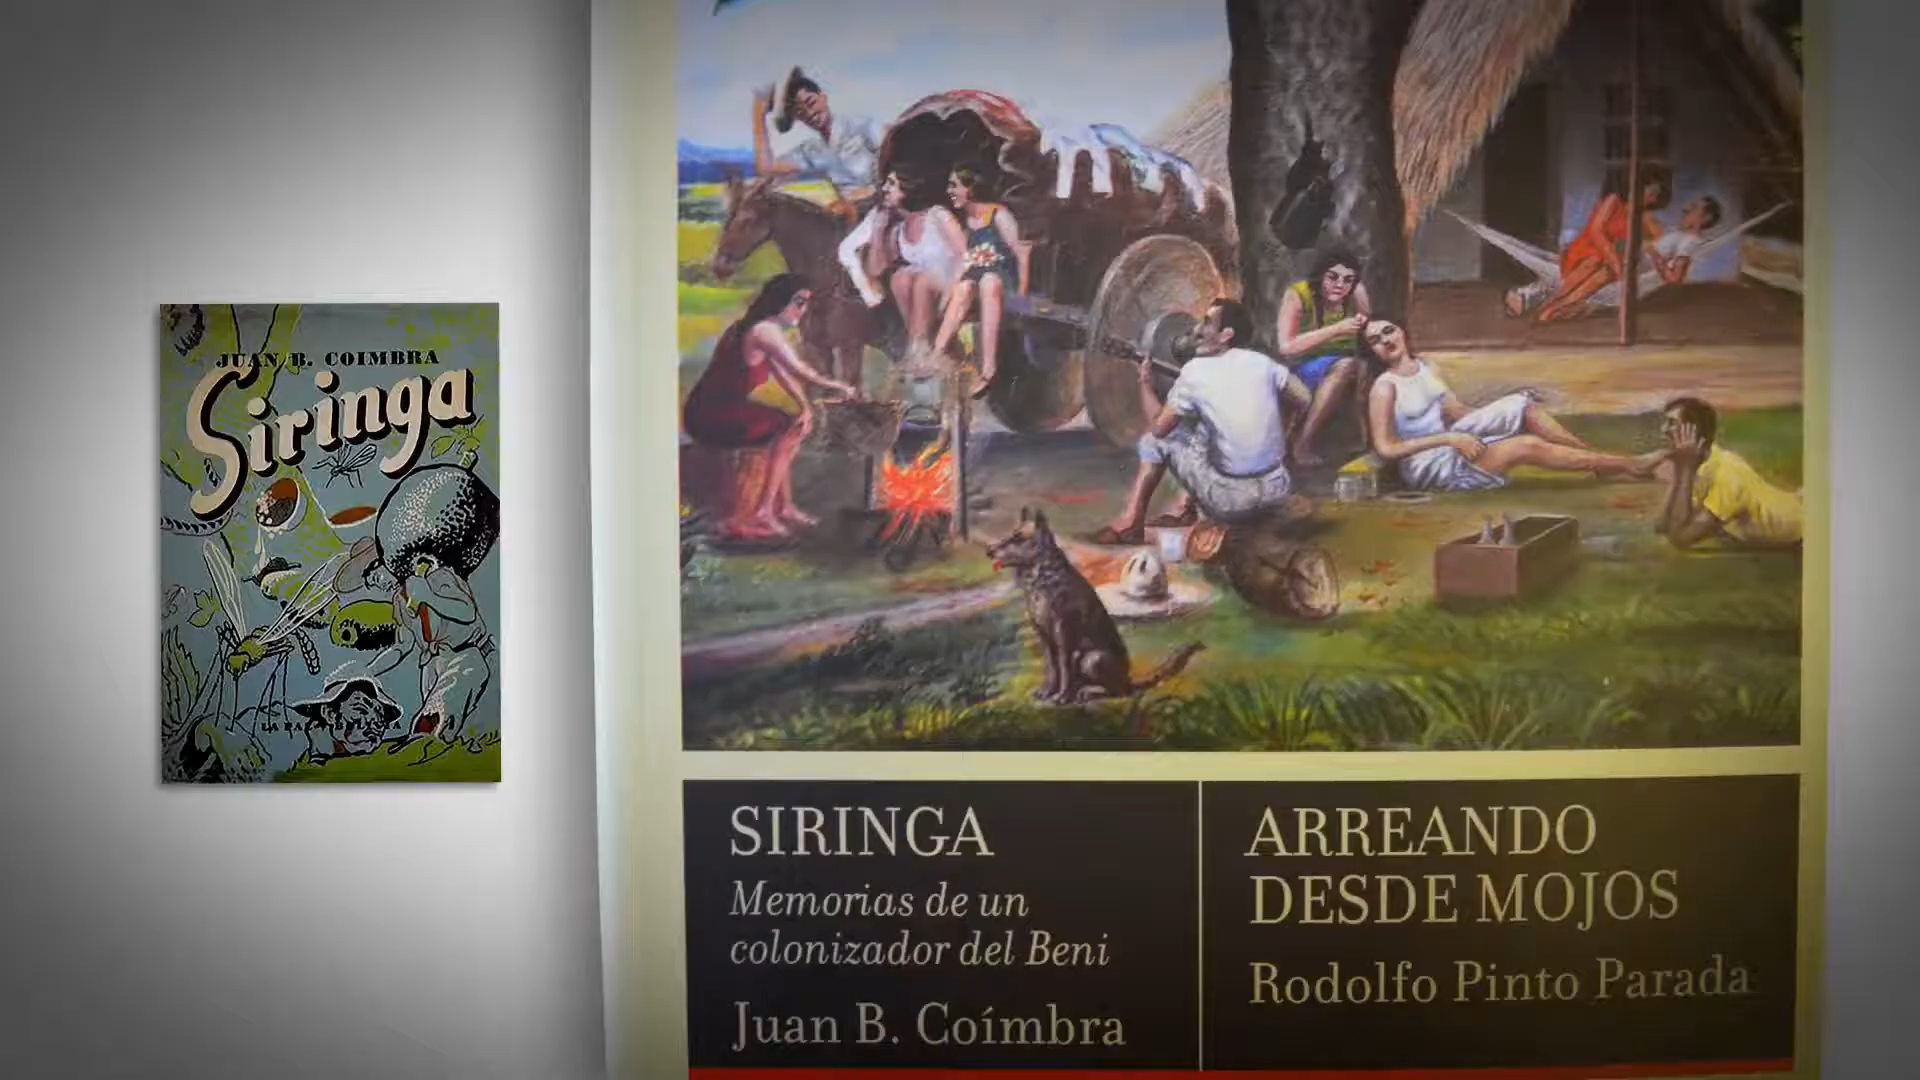 JUAN B. COIMBRA
Siringa
SIRINGA
Memorias de un
colonizador del Beni
Juan B. Coímbra
ARREANDO
DESDE MOJOS
Rodolfo Pinto Parada